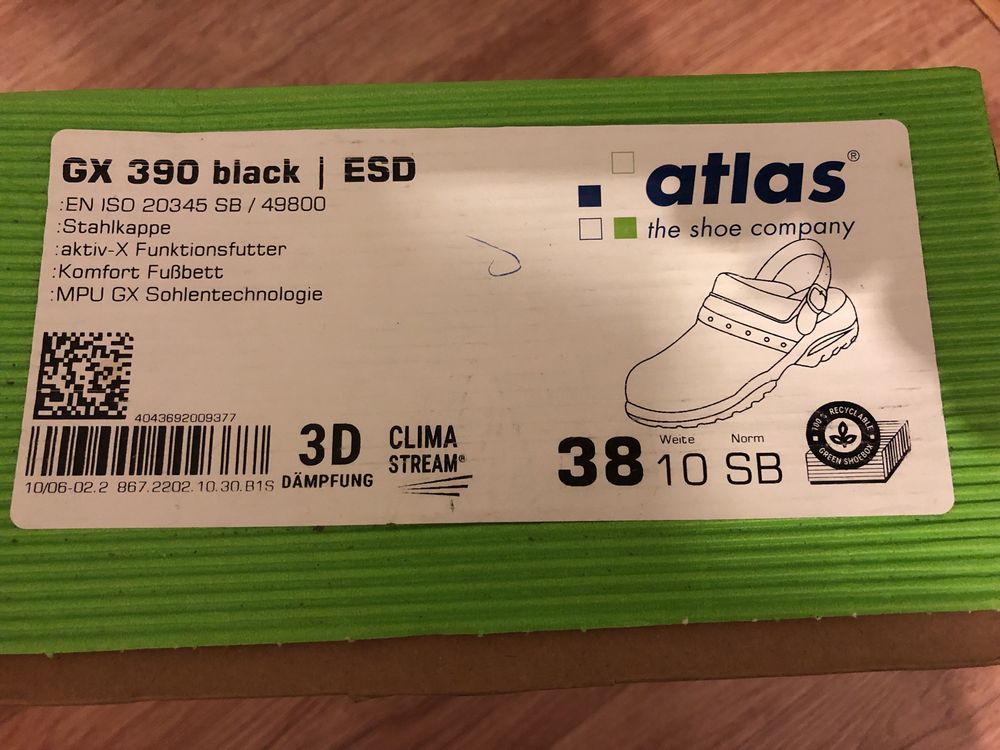 GX 390 black | ESD
:EN ISO 20345 SB / 49800
:Stahlkappe
:aktiv-X Funktionsfutter
:Komfort Fußbett
:MPU GX Sohlentechnologie
atlas®
the shoe company
4043692009377
10/06-02.2 867.2202.10.30.B1S
3D
DÄMPFUNG
CLIMA
STREAM®
38
Weite
10
Norm
SB
100% RECYCLABLE
GREEN SHOEBOX